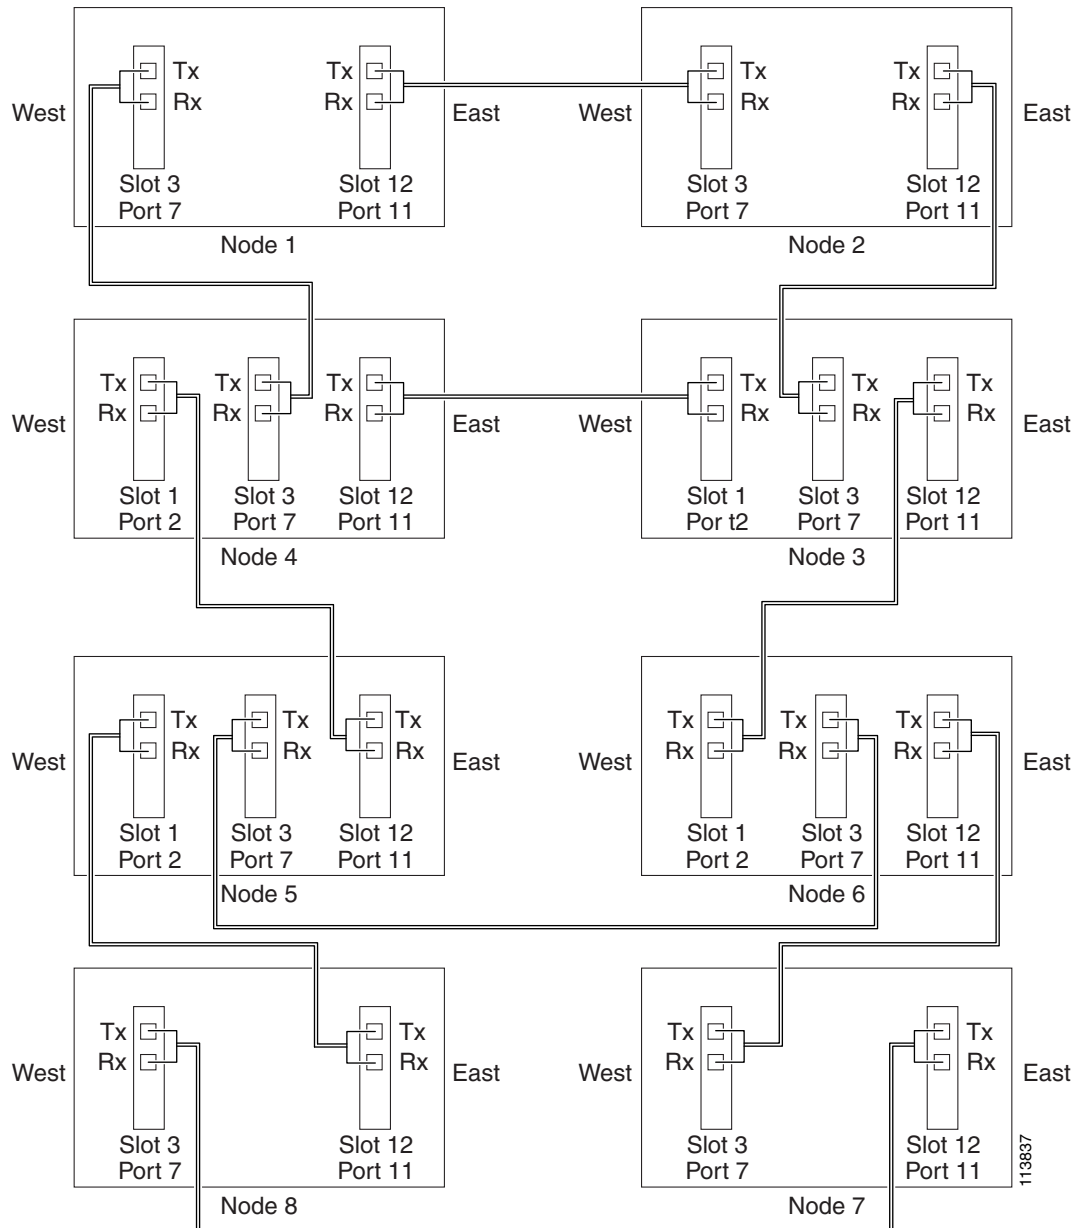 Tx Tx Tx Tx
Rx Rx Rx Rx
West East West East
Slot 3 Slot 12 Slot 3 Slot 12
Port 7 Port 11 Port 7 Port 11
Node 1 Node 2
Tx Tx Tx Tx Tx Tx
Rx Rx Rx Rx Rx Rx
West East West East
Slot 1 Slot 3 Slot 12 Slot 1 Slot 3 Slot 12
Port 2 Port 7 Port 11 Por t2 Port 7 Port 11
Node 4 Node 3
Tx Tx Tx Tx Tx Tx
Rx Rx Rx Rx Rx Rx
West East West East
Slot 1 Slot 3 Slot 12 Slot 1 Slot 3 Slot 12
Port 2 Port 7 Port 11 Port 2 Port 7 Port 11
Node 5 Node 6
Tx Tx Tx Tx
Rx Rx Rx Rx
West East West East
Slot 3 Slot 12 Slot 3 Slot 12
Port 7 Port 11 Port 7 Port 11
113837
Node 8 Node 7